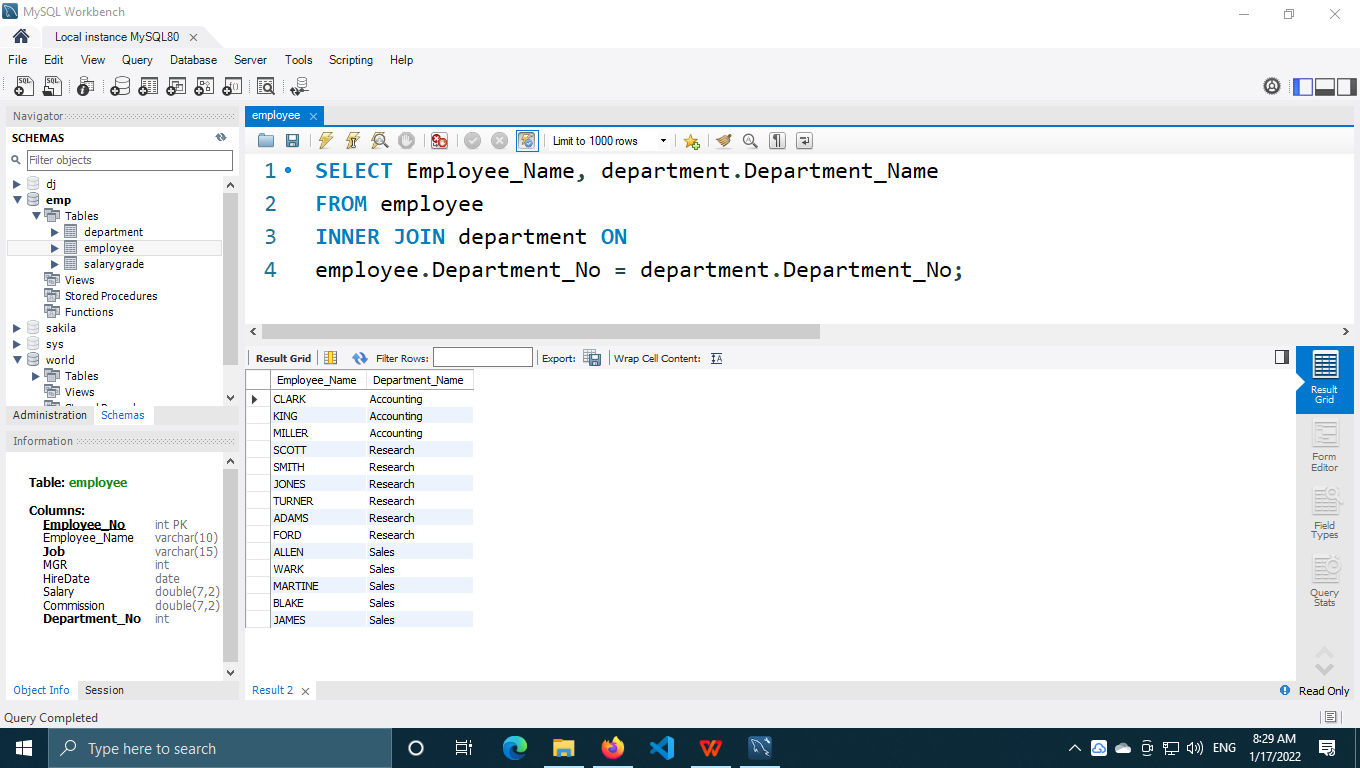 MySQL Workbench
Local instance MySQL80
File Edit View Query Database Server Tools Scripting Help
Navigator
SCHEMAS
Filter objects
dj
emp
Tables
department
employee
salarygrade
Views
Stored Procedures
Functions
sakila
sys
world
Tables
Views
Administration Schemas
Information
Table: employee
Columns:
Employee_No int PK
Employee_Name varchar(10)
Job varchar(15)
MGR int
HireDate date
Salary double(7,2)
Commission double(7,2)
Department_No int
Object Info Session
employee
Limit to 1000 rows
1 SELECT Employee_Name, department.Department_Name
2 FROM employee
3 INNER JOIN department ON
4 employee.Department_No = department.Department_No;
Result Grid Filter Rows: Export: Wrap Cell Content:
Employee_Name Department_Name
CLARK Accounting
KING Accounting
MILLER Accounting
SCOTT Research
SMITH Research
JONES Research
TURNER Research
ADAMS Research
FORD Research
ALLEN Sales
WARK Sales
MARTINE Sales
BLAKE Sales
JAMES Sales
Result 2
Result
Grid
Form
Editor
Field
Types
Query
Stats
Read Only
Query Completed
Type here to search
ENG
8:29 AM
1/17/2022